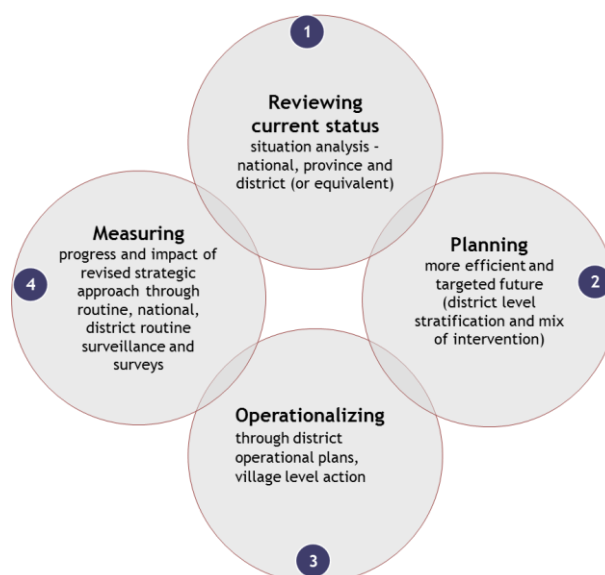 1
Reviewing
current status
situation analysis -
national, province and
district (or equivalent)
2
Planning
more efficient and
targeted future
(district level
stratification and mix
of intervention)
3
Operationalizing
through district
operational plans,
village level action
4
Measuring
progress and impact of
revised strategic
approach through
routine, national,
district routine
surveillance and
surveys